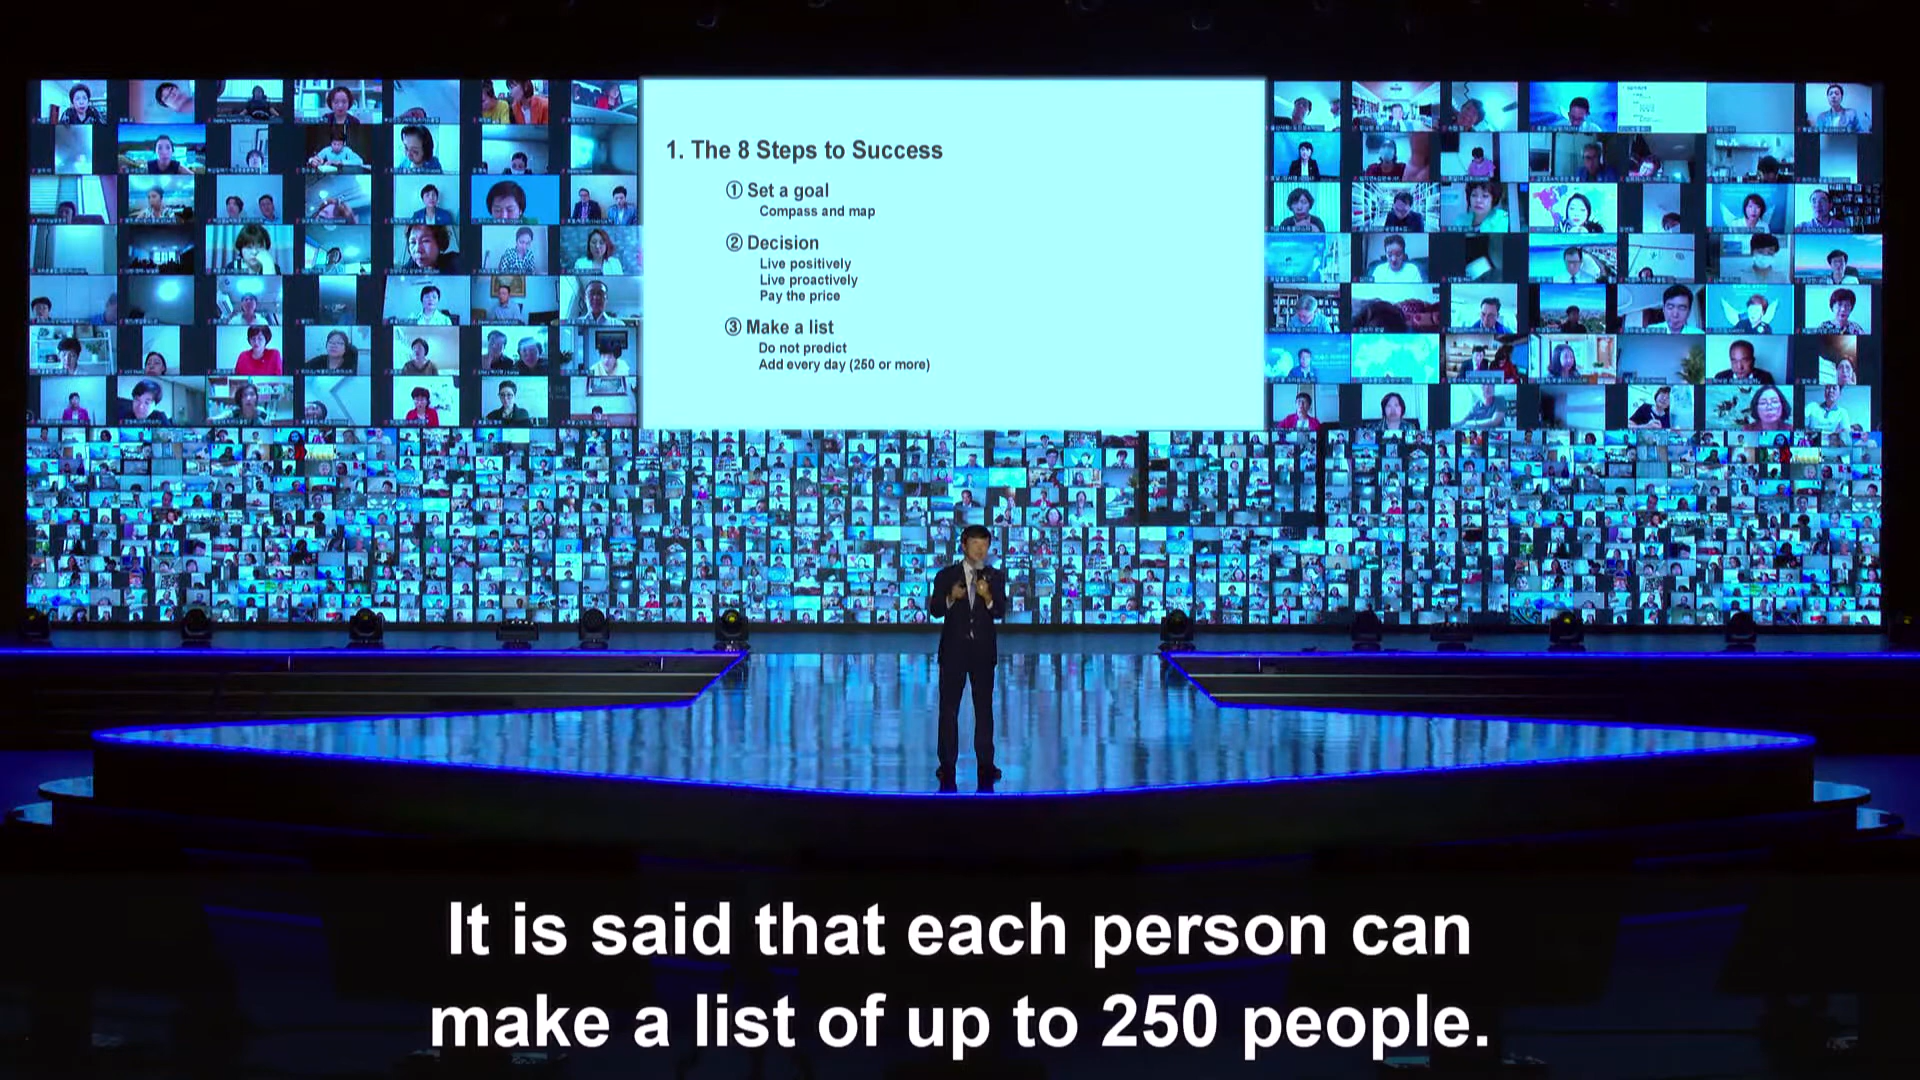 1. The 8 Steps to Success
① Set a goal
Compass and map
② Decision
Live positively
Live proactively
Pay the price
③ Make a list
Do not predict
Add every day (250 or more)
It is said that each person can
make a list of up to 250 people.